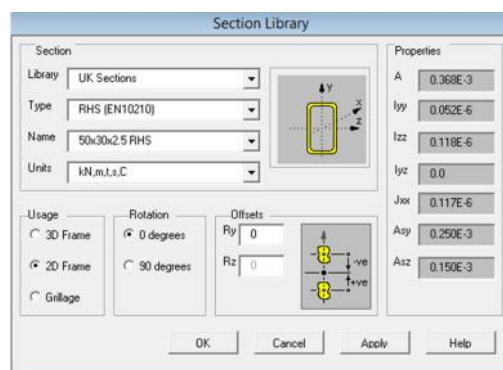 Section Library
Section
Library UK Sections
Type RHS (EN10210)
Name 50x30x2.5 RHS
Units kN,m,t,s,C
y
x
z
Usage
3D Frame
2D Frame
Grillage
Rotation
0 degrees
90 degrees
Offsets
Ry 0
Rz 0
-ve
+ve
Properties
A 0.368E-3
Iyy 0.052E-6
Izz 0.118E-6
Iyz 0.0
Jxx 0.117E-6
Asy 0.250E-3
Asz 0.150E-3
OK Cancel Apply Help